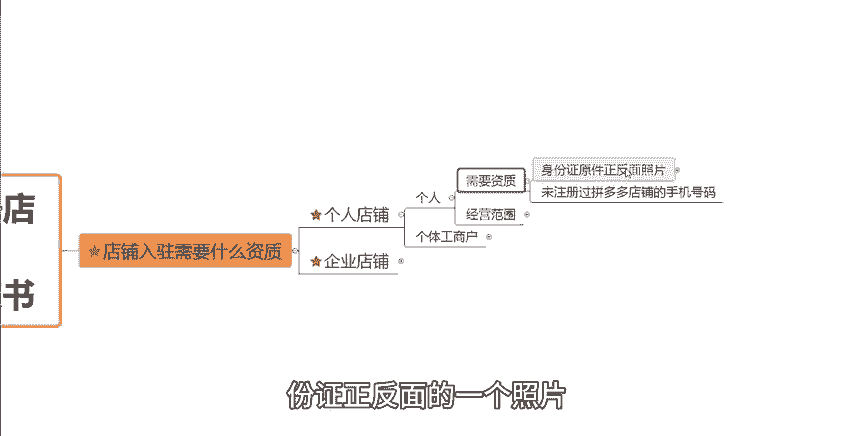 店
书
★店铺入驻需要什么资质
★个人店铺
★企业店铺
个人
个体工商户
需要资质
经营范围
身份证原件正反面照片
未注册过拼多多店铺的手机号码
份证正反面的一个照片